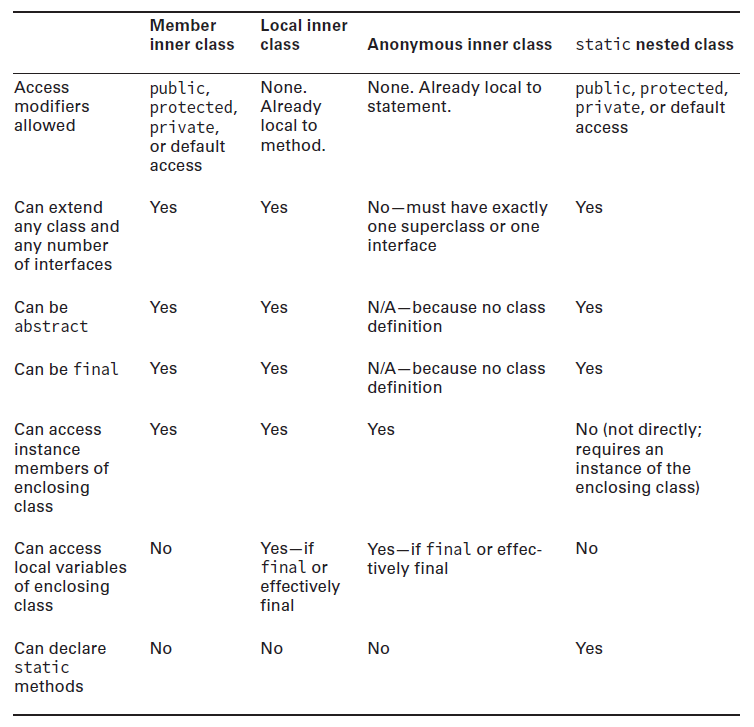 Member inner class
Local inner class
Anonymous inner class
static nested class
Access modifiers allowed
public, protected, private, or default access
None. Already local to method.
None. Already local to statement.
public, protected, private, or default access
Can extend any class and any number of interfaces
Yes
Yes
No—must have exactly one superclass or one interface
Yes
Can be abstract
Yes
Yes
N/A—because no class definition
Yes
Can be final
Yes
Yes
N/A—because no class definition
Yes
Can access instance members of enclosing class
Yes
Yes
Yes
No (not directly; requires an instance of the enclosing class)
Can access local variables of enclosing class
No
Yes—if final or effectively final
Yes—if final or effec-tively final
No
Can declare static methods
No
No
No
Yes